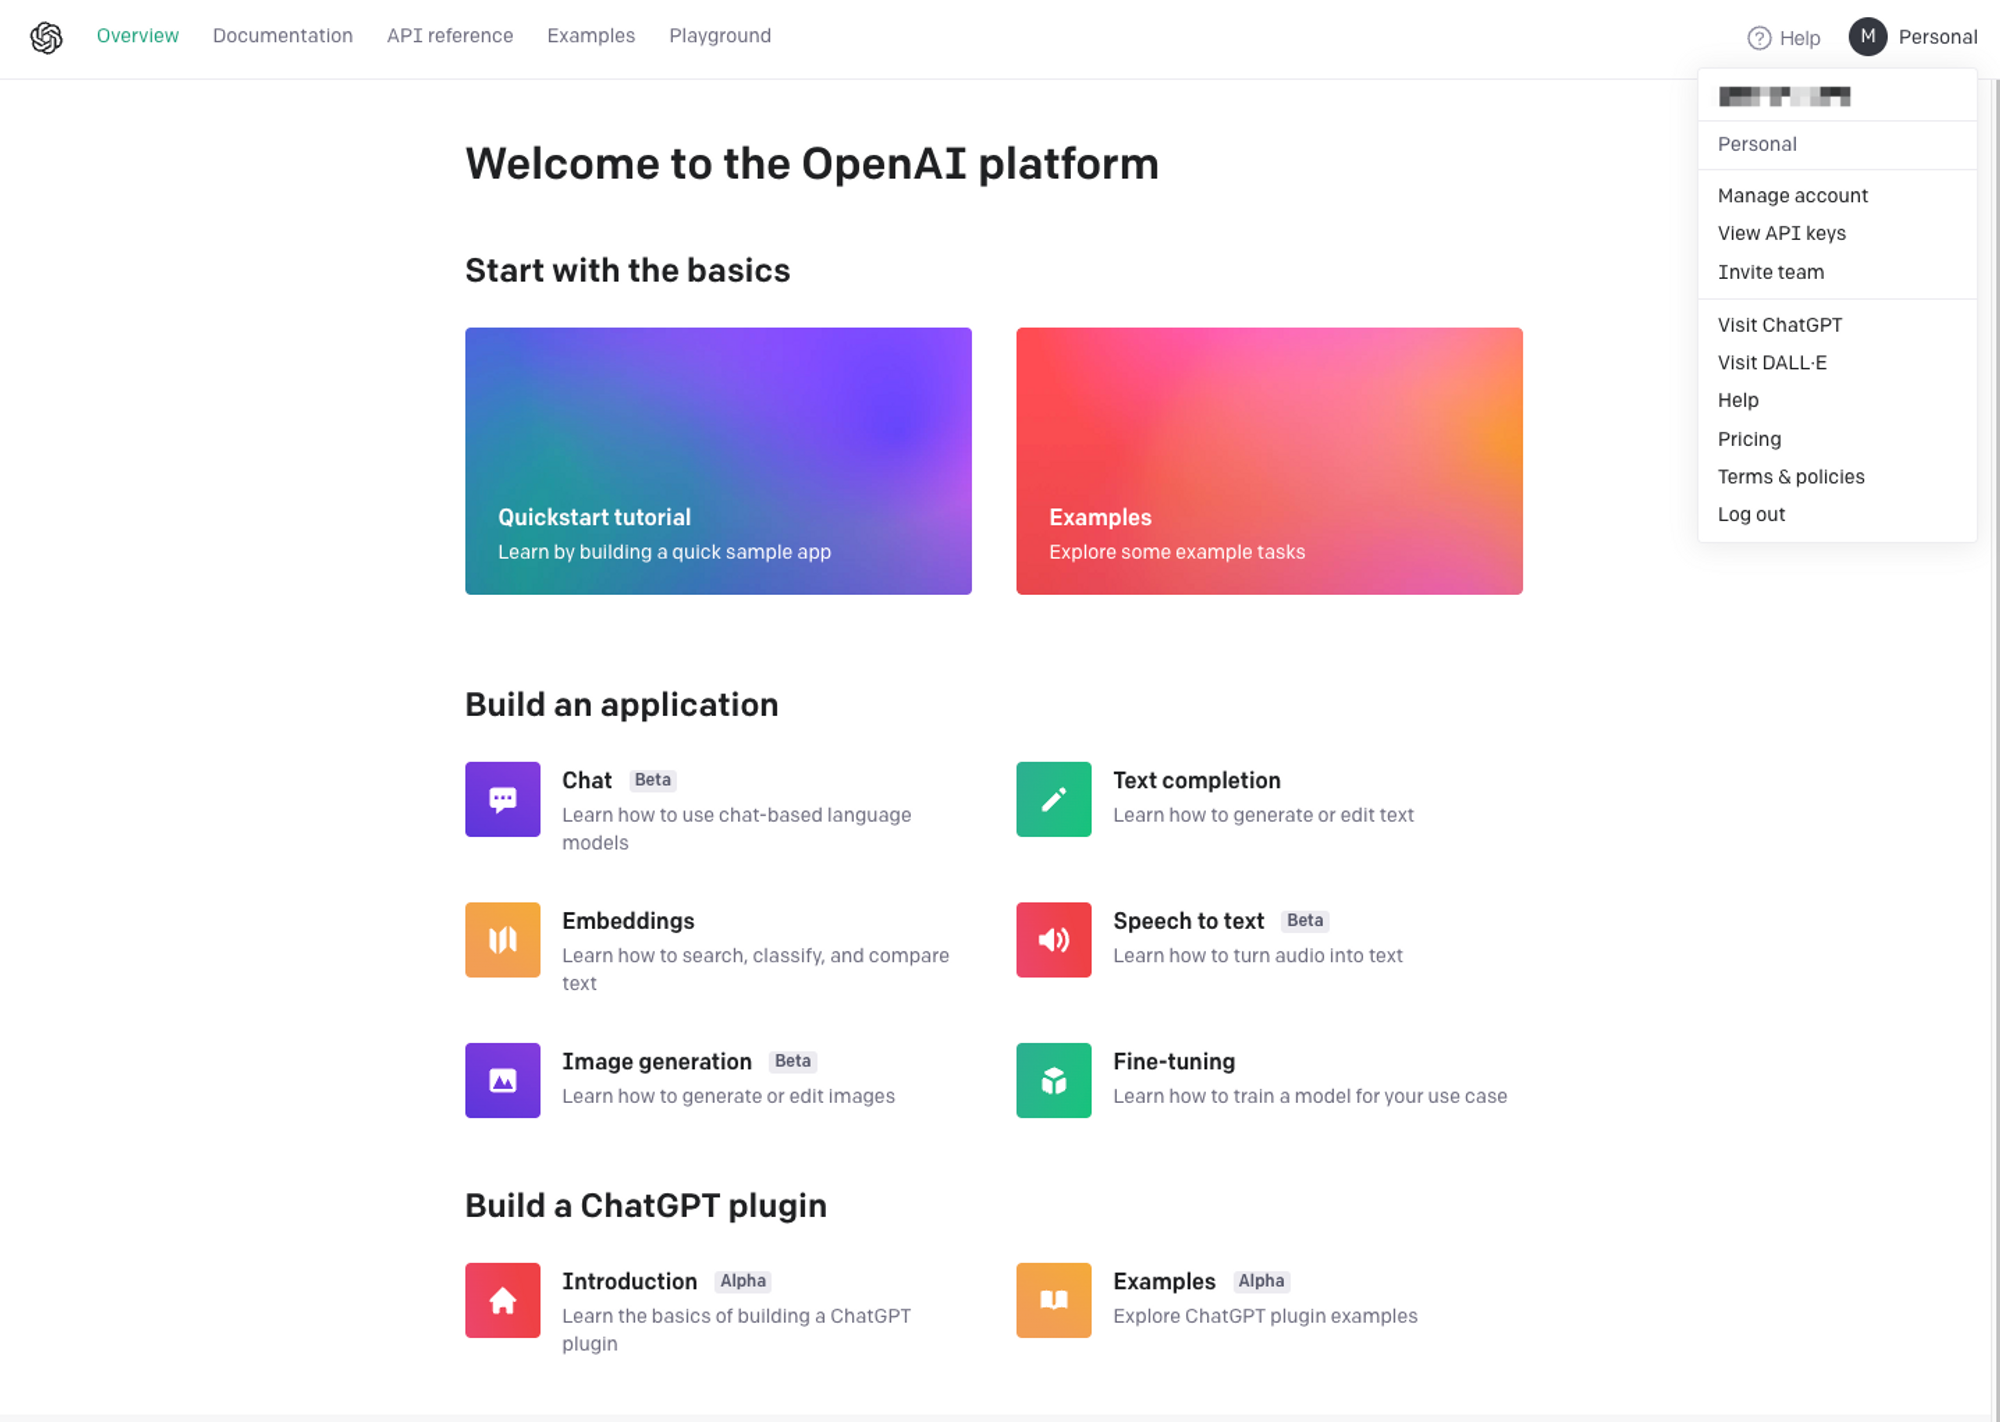 Overview Documentation API reference Examples Playground
? Help M Personal
Personal
Manage account
View API keys
Invite team
Visit ChatGPT
Visit DALL·E
Help
Pricing
Terms & policies
Log out
Welcome to the OpenAI platform
Start with the basics
Quickstart tutorial
Learn by building a quick sample app
Examples
Explore some example tasks
Build an application
Chat Beta
Learn how to use chat-based language
models
Text completion
Learn how to generate or edit text
Embeddings
Learn how to search, classify, and compare
text
Speech to text Beta
Learn how to turn audio into text
Image generation Beta
Learn how to generate or edit images
Fine-tuning
Learn how to train a model for your use case
Build a ChatGPT plugin
Introduction Alpha
Learn the basics of building a ChatGPT
plugin
Examples Alpha
Explore ChatGPT plugin examples